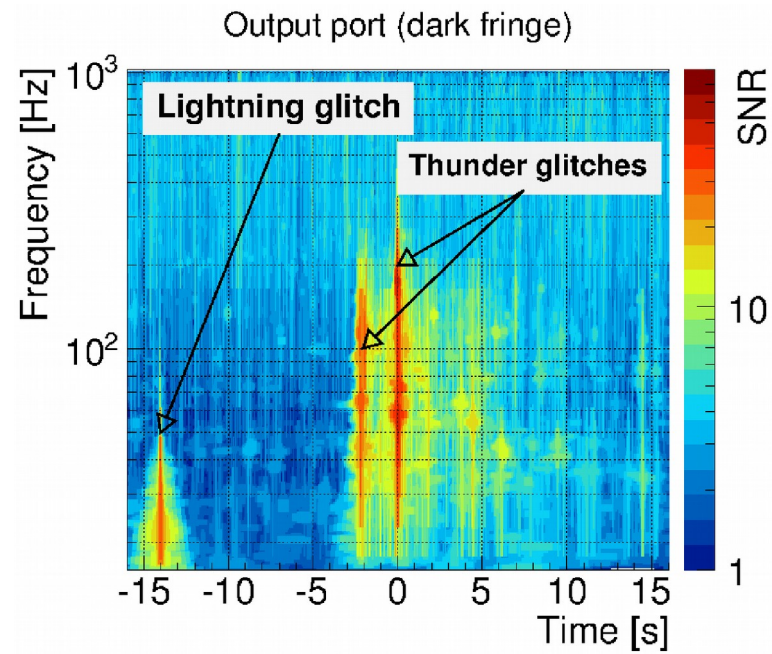 Output port (dark fringe)
Frequency [Hz]
10³
10²
Lightning glitch
Thunder glitches
SNR
10
1
-15 -10 -5 0 5 10 15
Time [s]